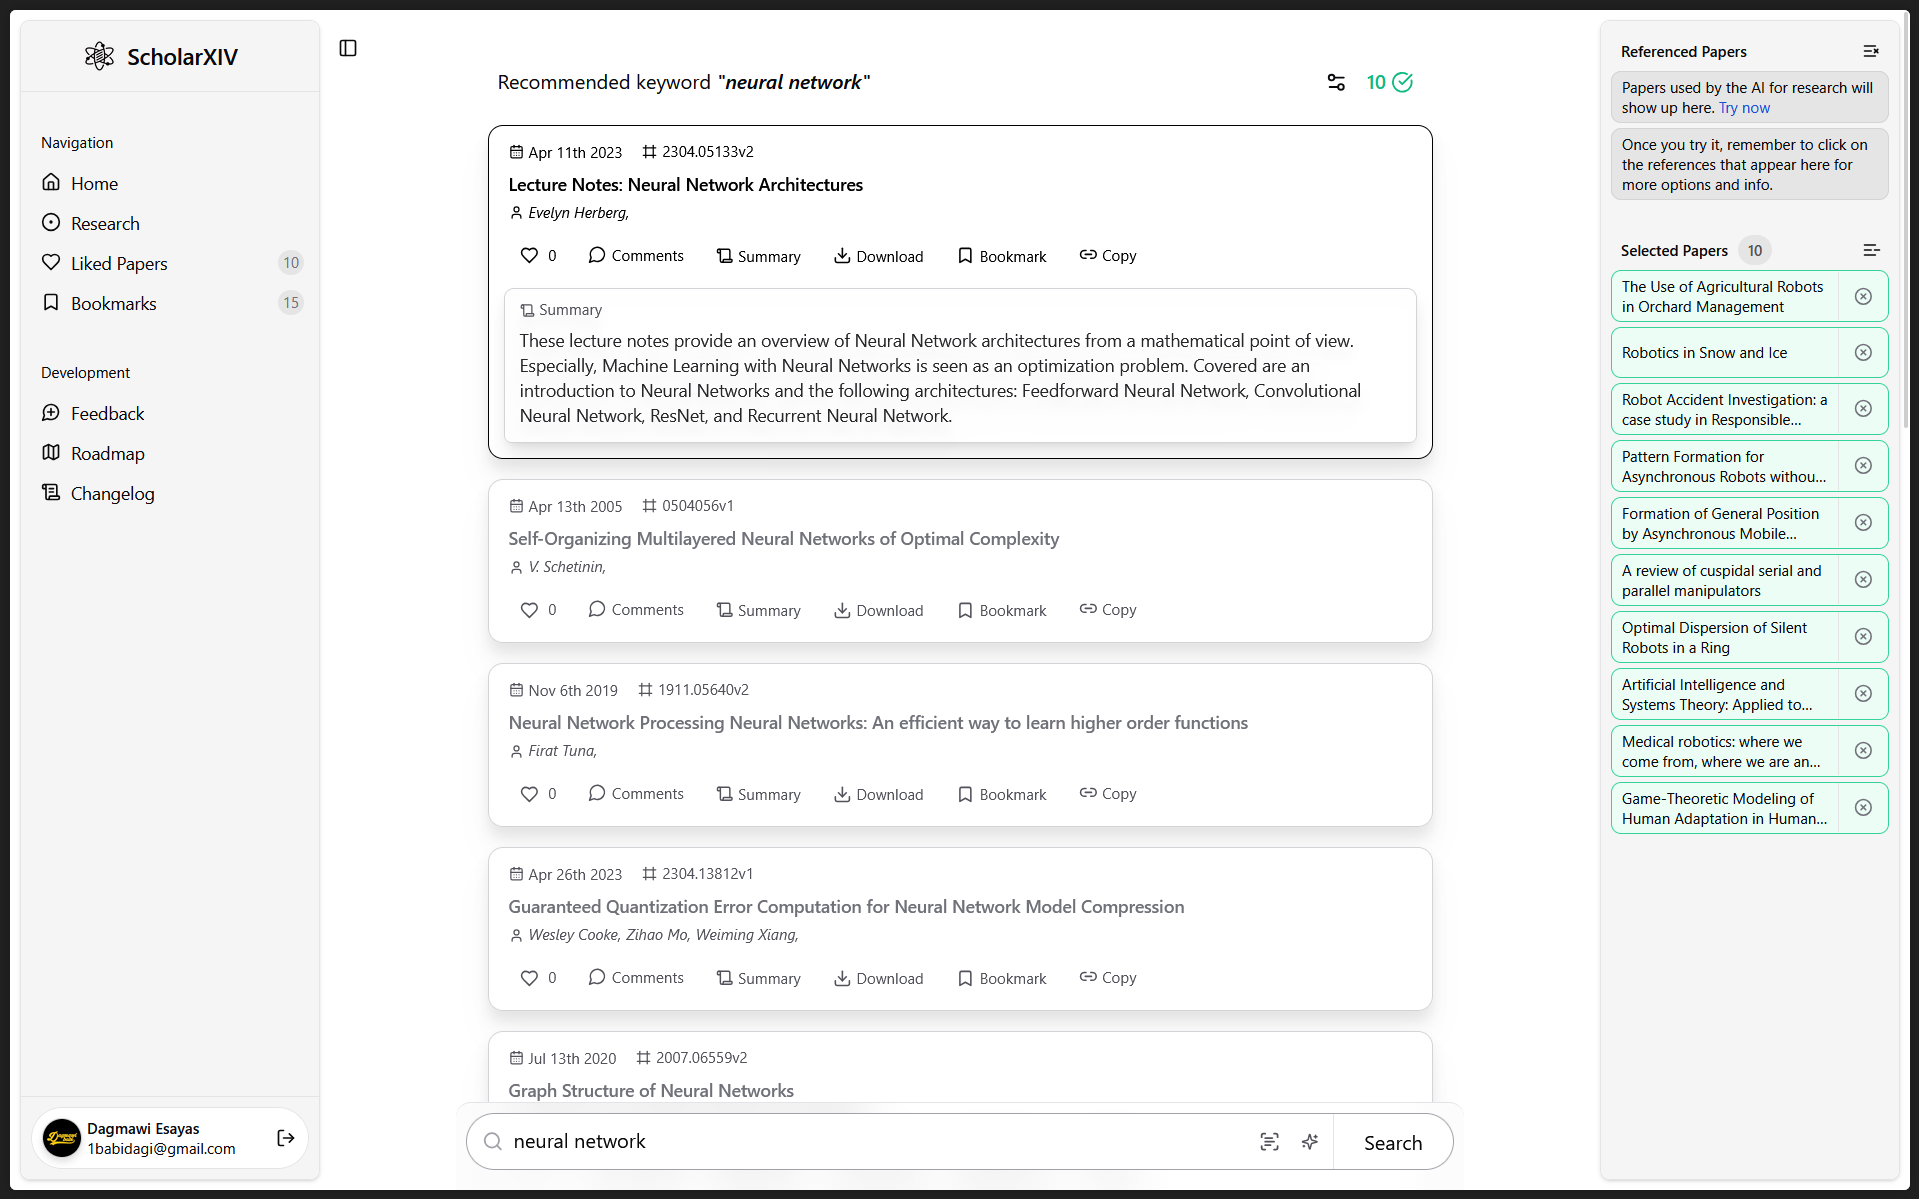 ScholarXIV
Navigation
Home
Research
Liked Papers 10
Bookmarks 15
Development
Feedback
Roadmap
Changelog
Dagmawi Esayas
1babidagi@gmail.com
Recommended keyword "neural network"
10
Apr 11th 2023 2304.05133v2
Lecture Notes: Neural Network Architectures
Evelyn Herberg,
0 Comments Summary Download Bookmark Copy
Summary
These lecture notes provide an overview of Neural Network architectures from a mathematical point of view.
Especially, Machine Learning with Neural Networks is seen as an optimization problem. Covered are an
introduction to Neural Networks and the following architectures: Feedforward Neural Network, Convolutional
Neural Network, ResNet, and Recurrent Neural Network.
Apr 13th 2005 0504056v1
Self-Organizing Multilayered Neural Networks of Optimal Complexity
V. Schetinin,
0 Comments Summary Download Bookmark Copy
Nov 6th 2019 1911.05640v2
Neural Network Processing Neural Networks: An efficient way to learn higher order functions
Firat Tuna,
0 Comments Summary Download Bookmark Copy
Apr 26th 2023 2304.13812v1
Guaranteed Quantization Error Computation for Neural Network Model Compression
Wesley Cooke, Zihao Mo, Weiming Xiang,
0 Comments Summary Download Bookmark Copy
Jul 13th 2020 2007.06559v2
Graph Structure of Neural Networks
neural network
Search
Referenced Papers
Papers used by the AI for research will
show up here. Try now
Once you try it, remember to click on
the references that appear here for
more options and info.
Selected Papers 10
The Use of Agricultural Robots
in Orchard Management
Robotics in Snow and Ice
Robot Accident Investigation: a
case study in Responsible...
Pattern Formation for
Asynchronous Robots withou...
Formation of General Position
by Asynchronous Mobile...
A review of cuspidal serial and
parallel manipulators
Optimal Dispersion of Silent
Robots in a Ring
Artificial Intelligence and
Systems Theory: Applied to...
Medical robotics: where we
come from, where we are an...
Game-Theoretic Modeling of
Human Adaptation in Human...